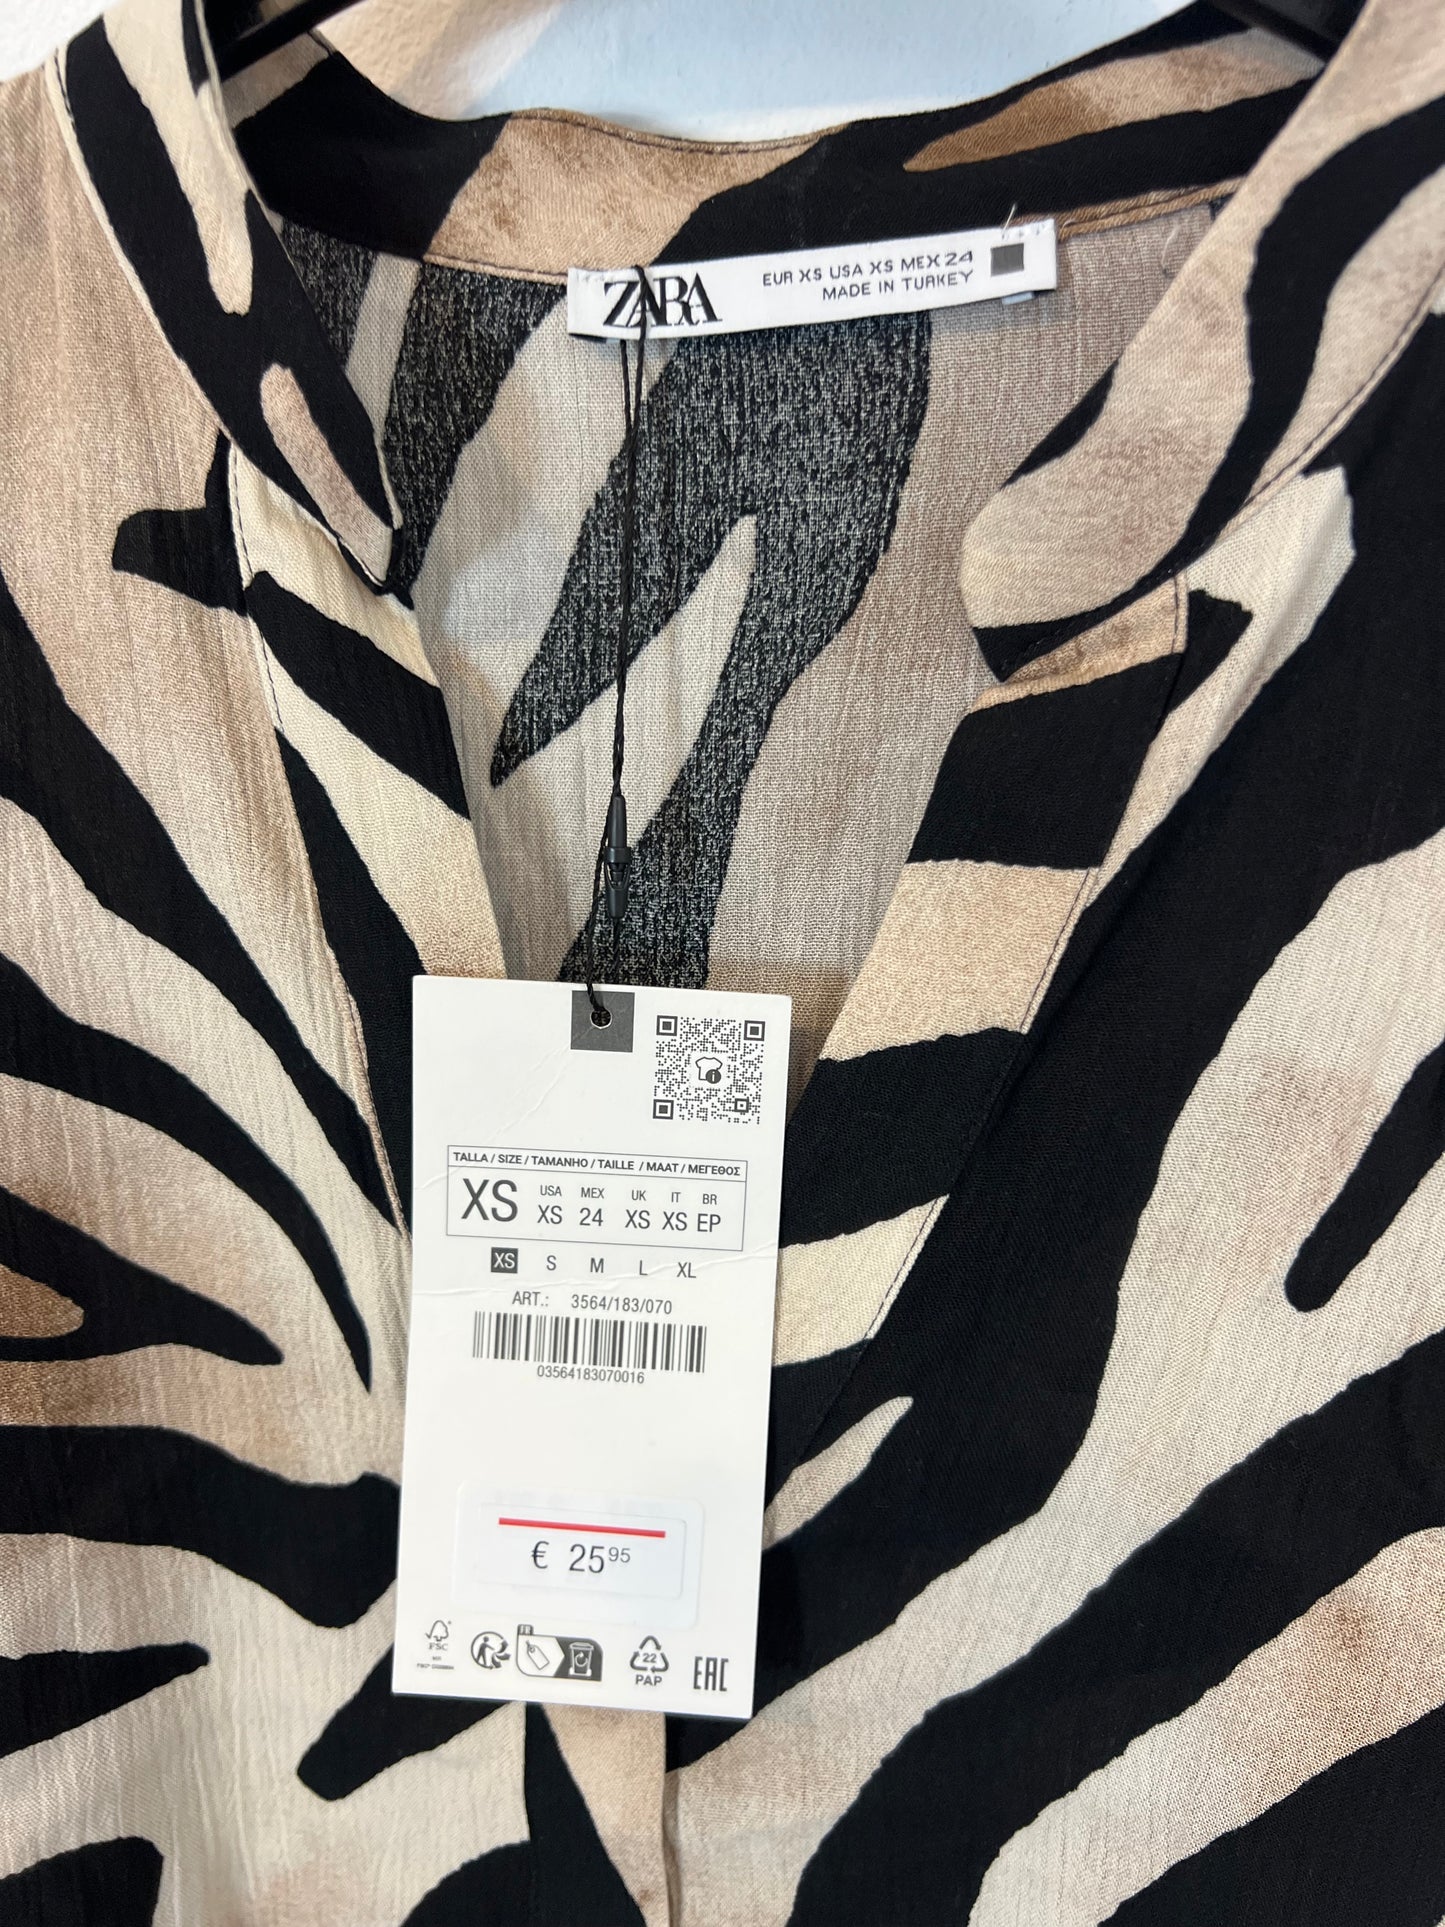 ZARA
EUR XS USA XS MEX 24
MADE IN TURKEY
TALLA / SIZE / TAMANHO / TAILLE / MAAT / ΜΕΓΕΘΟΣ
XS
USA MEX UK IT BR
XS 24 XS XS EP
XS S M L XL
ART.: 3564/183/070
03564183070016
€ 25 95
FSC
MIX
FR
22
PAP
EAC